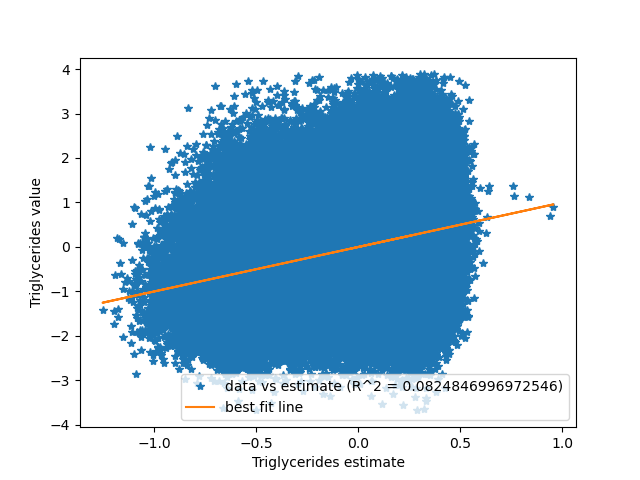 4
3
2
1
0
−1
−2
−3
−4
Triglycerides value
data vs estimate (R^2 = 0.0824846996972546)
best fit line
−1.0 −0.5 0.0 0.5 1.0
Triglycerides estimate